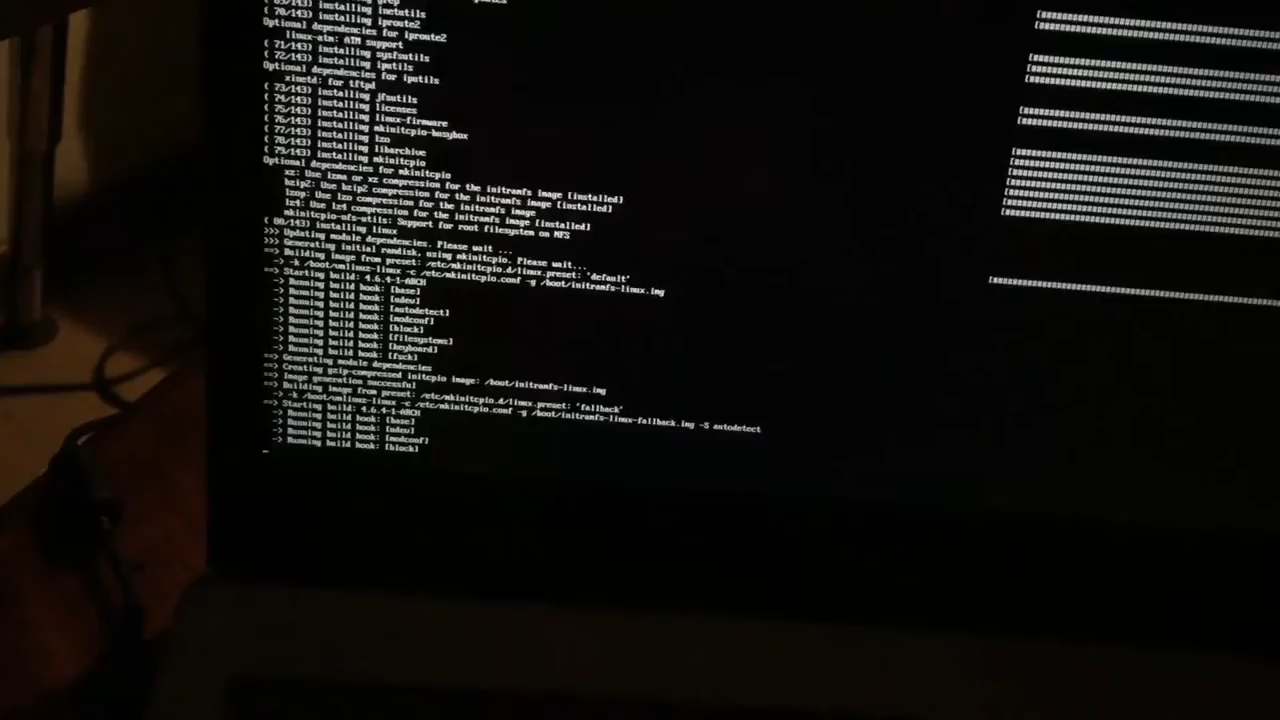 installing grep
( 70/143) installing inetutils
installing iproute2
Optional dependencies for iproute2
linux-atm: ATM support
( 71/143) installing sysfsutils
( 72/143) installing iputils
Optional dependencies for iputils
xinetd: for tftpd
( 73/143) installing jfsutils
( 74/143) installing licenses
( 75/143) installing linux-firmware
( 76/143) installing mkinitcpio-busybox
( 77/143) installing lzo
( 78/143) installing libarchive
( 79/143) installing mkinitcpio
Optional dependencies for mkinitcpio
xz: Use lzma or xz compression for the initramfs image [installed]
bzip2: Use bzip2 compression for the initramfs image [installed]
lzop: Use lzo compression for the initramfs image
lz4: Use lz4 compression for the initramfs image [installed]
mkinitcpio-nfs-utils: Support for root filesystem on NFS
( 80/143) installing linux
>>> Updating module dependencies. Please wait ...
>>> Generating initial ramdisk, using mkinitcpio. Please wait...
==> Building image from preset: /etc/mkinitcpio.d/linux.preset: 'default'
-> -k /boot/vmlinuz-linux -c /etc/mkinitcpio.conf -g /boot/initramfs-linux.img
==> Starting build: 4.6.4-1-ARCH
-> Running build hook: [base]
-> Running build hook: [udev]
-> Running build hook: [autodetect]
-> Running build hook: [modconf]
-> Running build hook: [block]
-> Running build hook: [filesystems]
-> Running build hook: [keyboard]
-> Running build hook: [fsck]
==> Generating module dependencies
==> Creating gzip-compressed initcpio image: /boot/initramfs-linux.img
==> Image generation successful
==> Building image from preset: /etc/mkinitcpio.d/linux.preset: 'fallback'
-> -k /boot/vmlinuz-linux -c /etc/mkinitcpio.conf -g /boot/initramfs-linux-fallback.img -S autodetect
==> Starting build: 4.6.4-1-ARCH
-> Running build hook: [base]
-> Running build hook: [udev]
-> Running build hook: [modconf]
-> Running build hook: [block]